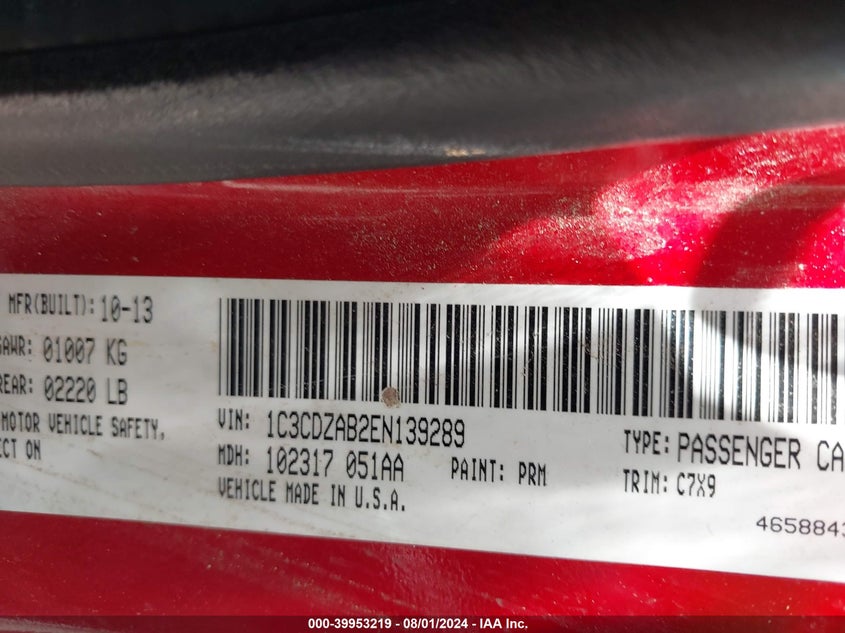 MFR(BUILT): 10-13
GAWR: 01007 KG
REAR: 02220 LB
MOTOR VEHICLE SAFETY,
ECT ON
VIN: 1C3CDZAB2EN139289
MDH: 102317 051AA PAINT: PRM
VEHICLE MADE IN U.S.A.
TYPE: PASSENGER CA
TRIM: C7X9
465884
000-39953219 - 08/01/2024 - IAA Inc.